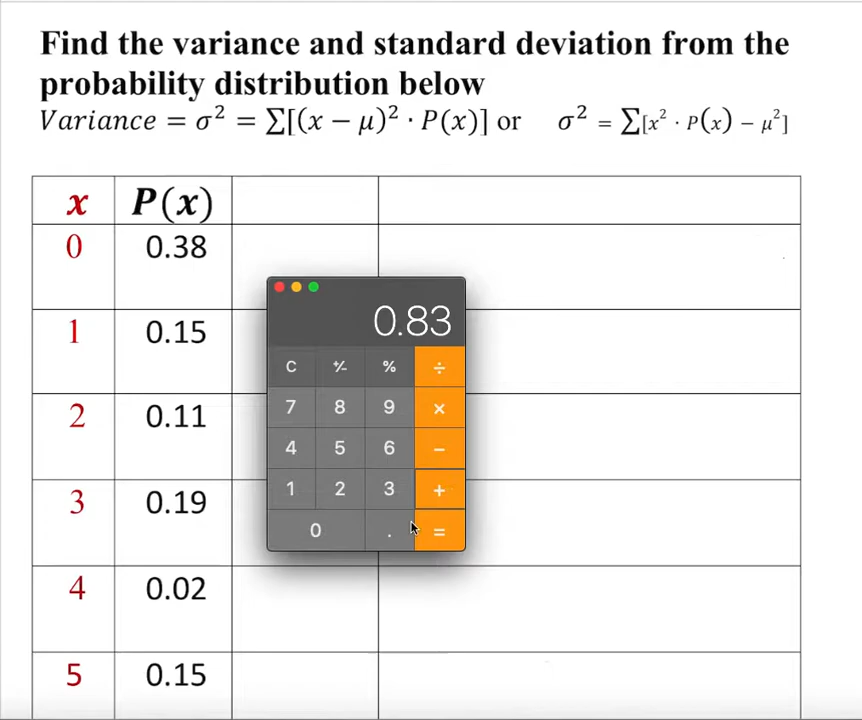 Find the variance and standard deviation from the
probability distribution below
Variance = σ² = Σ[(x − μ)² · P(x)] or σ² = Σ[x² · P(x) − μ²]
x P(x)
0 0.38
1 0.15
2 0.11
3 0.19
4 0.02
5 0.15
0.83
C +/- % ÷
7 8 9 ×
4 5 6 −
1 2 3 +
0 . =